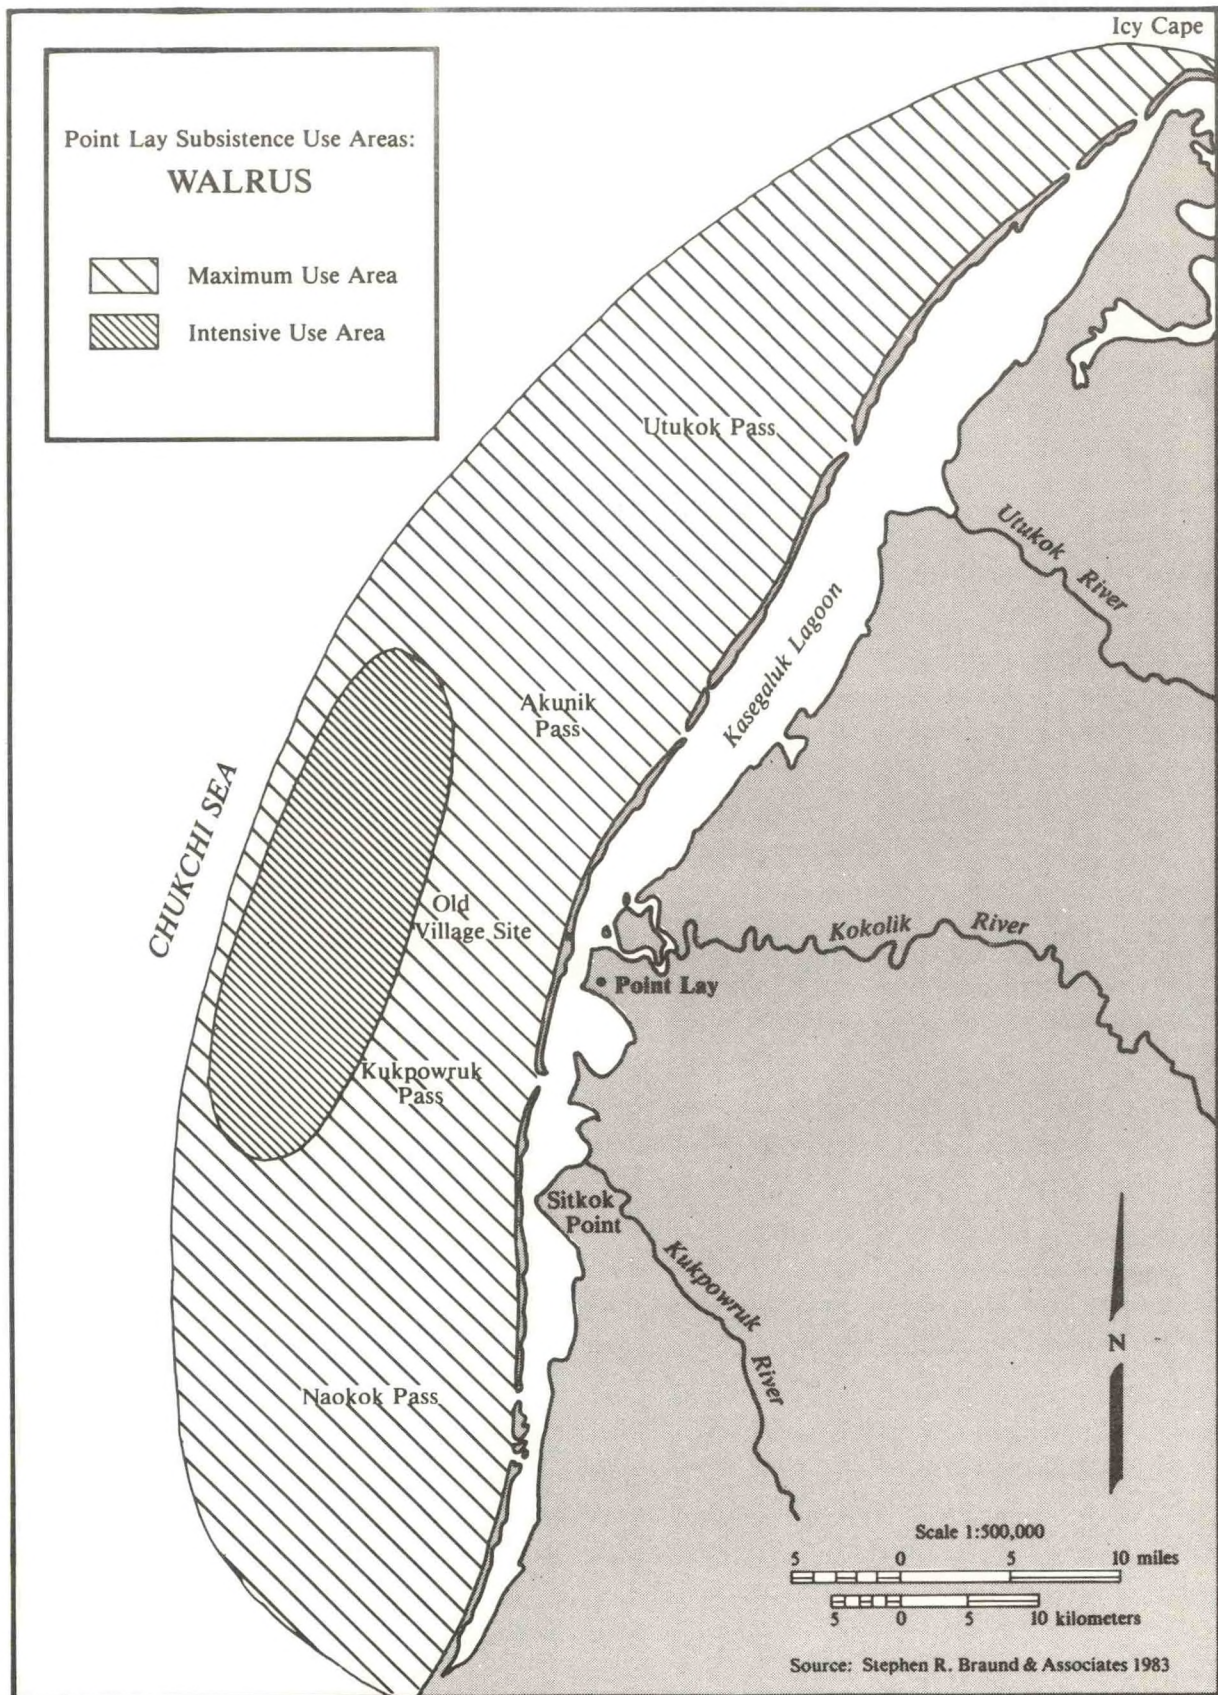 Icy Cape
Point Lay Subsistence Use Areas:
WALRUS
Maximum Use Area
Intensive Use Area
Utukok Pass
Utukok River
Kasegaluk Lagoon
Akunik
Pass
CHUKCHI SEA
Old
Village Site
Kokolik River
Point Lay
Kukpowruk
Pass
Sitkok
Point
Kukpowruk River
Naokok Pass
N
Scale 1:500,000
5 0 5 10 miles
5 0 5 10 kilometers
Source: Stephen R. Braund & Associates 1983